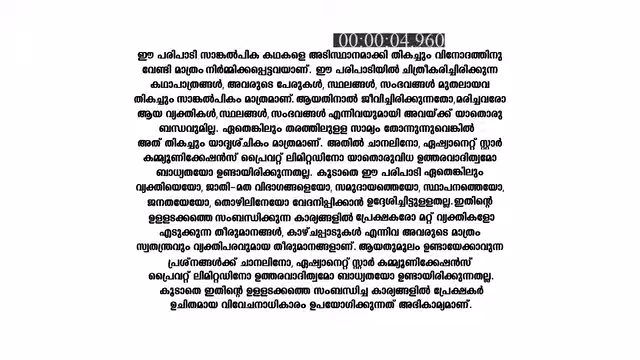 00:00:04.960
ഈ പരിപാടി സാങ്കൽപിക കഥകളെ അടിസ്ഥാനമാക്കി തികച്ചും വിനോദത്തിനു
വേണ്ടി മാത്രം നിർമ്മിക്കപ്പെട്ടവയാണ്. ഈ പരിപാടിയിൽ ചിത്രീകരിച്ചിരിക്കുന്ന
കഥാപാത്രങ്ങൾ, അവരുടെ പേരുകൾ, സ്ഥലങ്ങൾ, സംഭവങ്ങൾ മുതലായവ
തികച്ചും സാങ്കൽപികം മാത്രമാണ്. ആയതിനാൽ ജീവിച്ചിരിക്കുന്നതോ,മരിച്ചവരോ
ആയ വ്യക്തികൾ,സ്ഥലങ്ങൾ,സംഭവങ്ങൾ എന്നിവയുമായി അവയ്ക്ക് യാതൊരു
ബന്ധവുമില്ല. ഏതെങ്കിലും തരത്തിലുള്ള സാമ്യം തോന്നുന്നുവെങ്കിൽ
അത് തികച്ചും യാദൃശ്ചികം മാത്രമാണ്. അതിൽ ചാനലിനോ, ഏഷ്യാനെറ്റ് സ്റ്റാർ
കമ്മ്യൂണിക്കേഷൻസ് പ്രൈവറ്റ് ലിമിറ്റഡിനോ യാതൊരുവിധ ഉത്തരവാദിത്വമോ
ബാധ്യതയോ ഉണ്ടായിരിക്കുന്നതല്ല. കൂടാതെ ഈ പരിപാടി ഏതെങ്കിലും
വ്യക്തിയെയോ, ജാതി-മത വിഭാഗങ്ങളെയോ, സമുദായത്തെയോ, സ്ഥാപനത്തെയോ,
ജനതയേയോ, തൊഴിലിനേയോ വേദനിപ്പിക്കാൻ ഉദ്ദേശിച്ചിട്ടുള്ളതല്ല.ഇതിന്റെ
ഉള്ളടക്കത്തെ സംബന്ധിക്കുന്ന കാര്യങ്ങളിൽ പ്രേക്ഷകരോ മറ്റ് വ്യക്തികളോ
എടുക്കുന്ന തീരുമാനങ്ങൾ, കാഴ്ചപ്പാടുകൾ എന്നിവ അവരുടെ മാത്രം
സ്വതന്ത്രവും വ്യക്തിപരവുമായ തീരുമാനങ്ങളാണ്. ആയതുമൂലം ഉണ്ടായേക്കാവുന്ന
പ്രശ്നങ്ങൾക്ക് ചാനലിനോ, ഏഷ്യാനെറ്റ് സ്റ്റാർ കമ്മ്യൂണിക്കേഷൻസ്
പ്രൈവറ്റ് ലിമിറ്റഡിനോ ഉത്തരവാദിത്വമോ ബാധ്യതയോ ഉണ്ടായിരിക്കുന്നതല്ല.
കൂടാതെ ഇതിന്റെ ഉള്ളടക്കത്തെ സംബന്ധിച്ച കാര്യങ്ങളിൽ പ്രേക്ഷകർ
ഉചിതമായ വിവേചനാധികാരം ഉപയോഗിക്കുന്നത് അഭികാമ്യമാണ്.